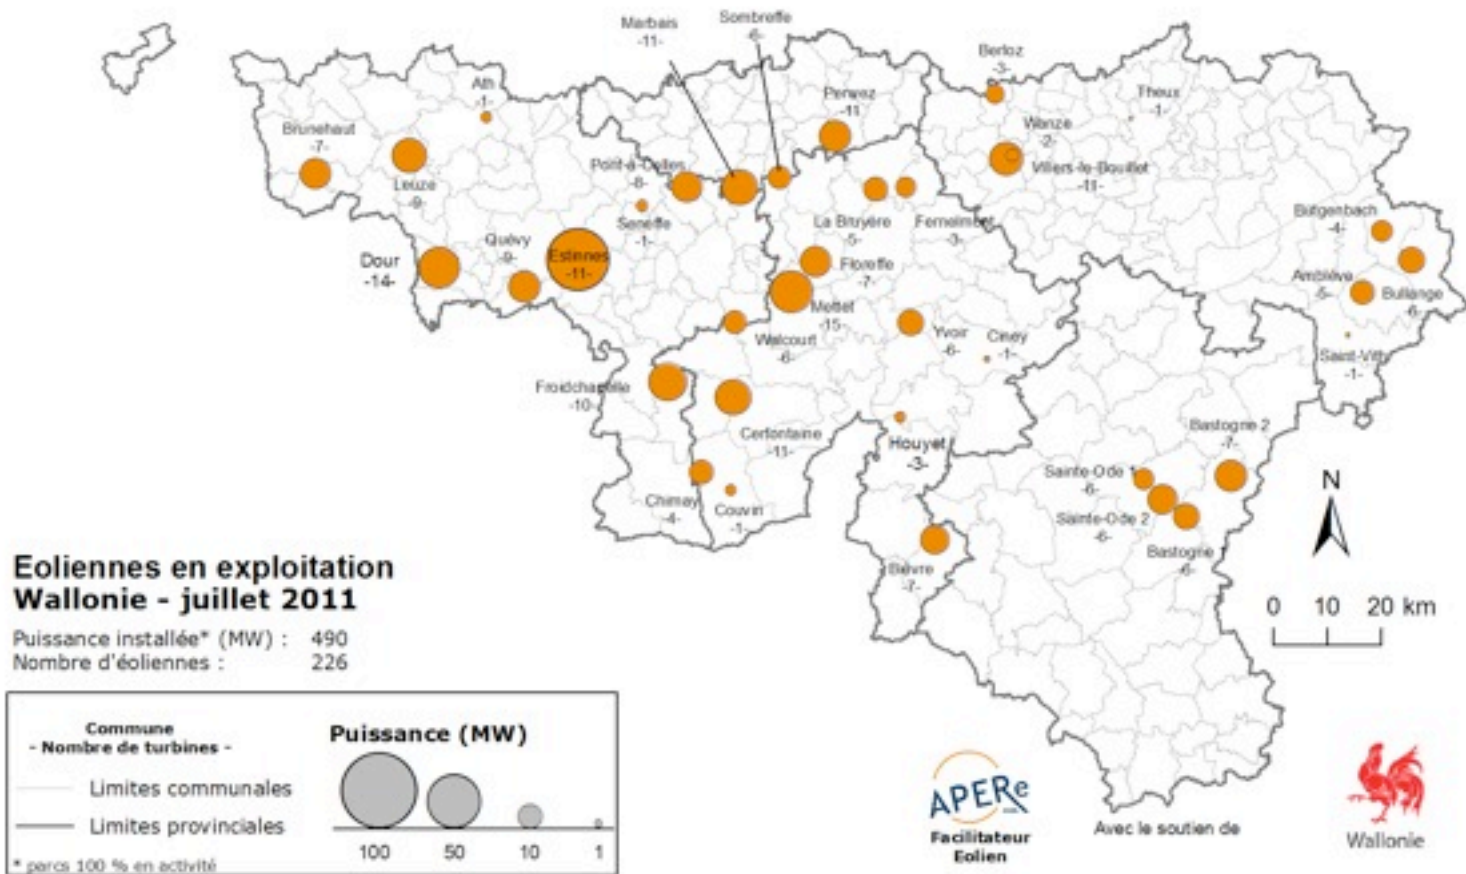 Marbais
-11-
Sombreffe
-6-
Berloz
-3-
Ath
-1-
Perwez
-11
Theux
-1-
Brunehaut
-7-
Wanze
-2-
Pont-à-Celles
-8-
Villers-le-Bouillet
-11-
Leuze
-9-
Seneffe
-1-
La Bruyère
-5-
Fernelmont
-3-
Butgenbach
-4-
Quévy
-9-
Estinnes
-11-
Dour
-14-
Floreffe
-7-
Amblève
-5-
Bullange
-6-
Mettet
-15-
Walcourt
-6-
Yvoir
-6-
Ciney
-1-
Saint-Vith
-1-
Froidchapelle
-10-
Cerfontaine
-11-
Houyet
-3-
Bastogne 2
-7-
Sainte-Ode 1
-6-
Chimay
-4-
Couvin
-1-
Sainte-Ode 2
-6-
Bastogne 1
-6-
Bièvre
-7-
N
0 10 20 km
Eoliennes en exploitation
Wallonie - juillet 2011
Puissance installée* (MW) : 490
Nombre d'éoliennes : 226
Commune
- Nombre de turbines -
Limites communales
Limites provinciales
* parcs 100 % en activité
Puissance (MW)
100 50 10 1
APERe
Facilitateur
Eolien
Avec le soutien de
Wallonie